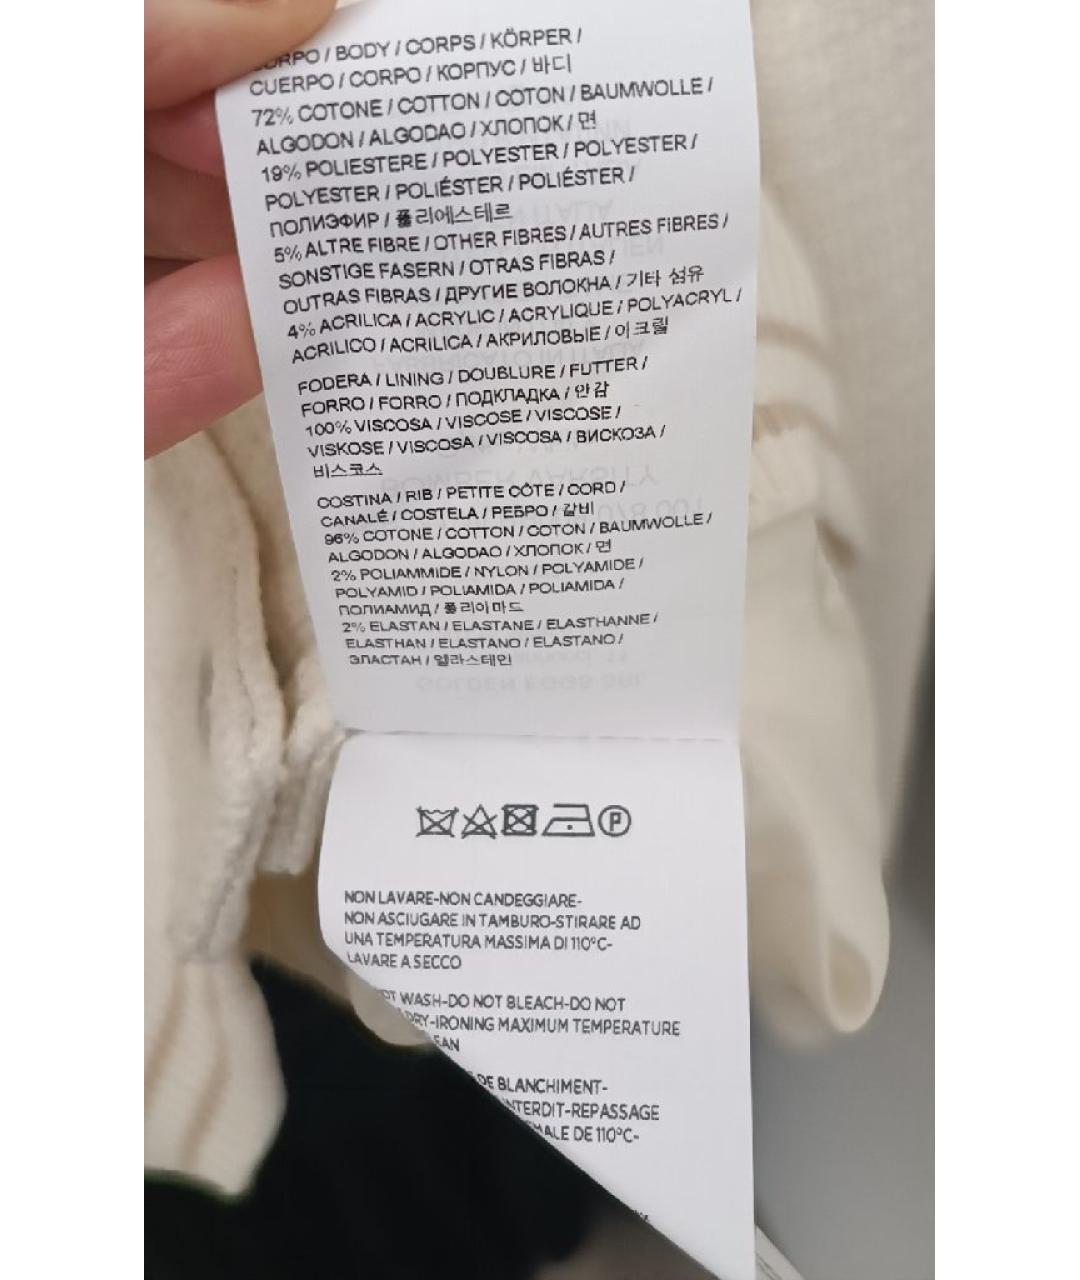 CORPO / BODY / CORPS / KÖRPER /
CUERPO / CORPO / КОРПУС / 바디
72% COTONE / COTTON / COTON / BAUMWOLLE /
ALGODON / ALGODAO / ХЛОПОК / 면
19% POLIESTERE / POLYESTER / POLYESTER /
POLYESTER / POLIÉSTER / POLIÉSTER /
ПОЛИЭФИР / 폴리에스테르
5% ALTRE FIBRE / OTHER FIBRES / AUTRES FIBRES /
SONSTIGE FASERN / OTRAS FIBRAS /
OUTRAS FIBRAS / ДРУГИЕ ВОЛОКНА / 기타 섬유
4% ACRILICA / ACRYLIC / ACRYLIQUE / POLYACRYL /
ACRILICO / ACRILICA / АКРИЛОВЫЕ / 이크릴
FODERA / LINING / DOUBLURE / FUTTER /
FORRO / FORRO / ПОДКЛАДКА / 안감
100% VISCOSA / VISCOSE / VISCOSE /
VISKOSE / VISCOSA / VISCOSA / ВИСКОЗА /
비스코스
COSTINA / RIB / PETITE CÔTE / CORD /
CANALÉ / COSTELA / РЕБРО / 갈비
96% COTONE / COTTON / COTON / BAUMWOLLE /
ALGODON / ALGODAO / ХЛОПОК / 면
2% POLIAMMIDE / NYLON / POLYAMIDE /
POLYAMID / POLIAMIDA / POLIAMIDA /
ПОЛИАМИД / 폴리이마드
2% ELASTAN / ELASTANE / ELASTHANNE /
ELASTHAN / ELASTANO / ELASTANO /
ЭЛАСТАН / 엘라스테인
P
NON LAVARE-NON CANDEGGIARE-
NON ASCIUGARE IN TAMBURO-STIRARE AD
UNA TEMPERATURA MASSIMA DI 110°C-
LAVARE A SECCO
WASH-DO NOT BLEACH-DO NOT
DRY-IRONING MAXIMUM TEMPERATURE
DE BLANCHIMENT-
INTERDIT-REPASSAGE
DE 110°C-